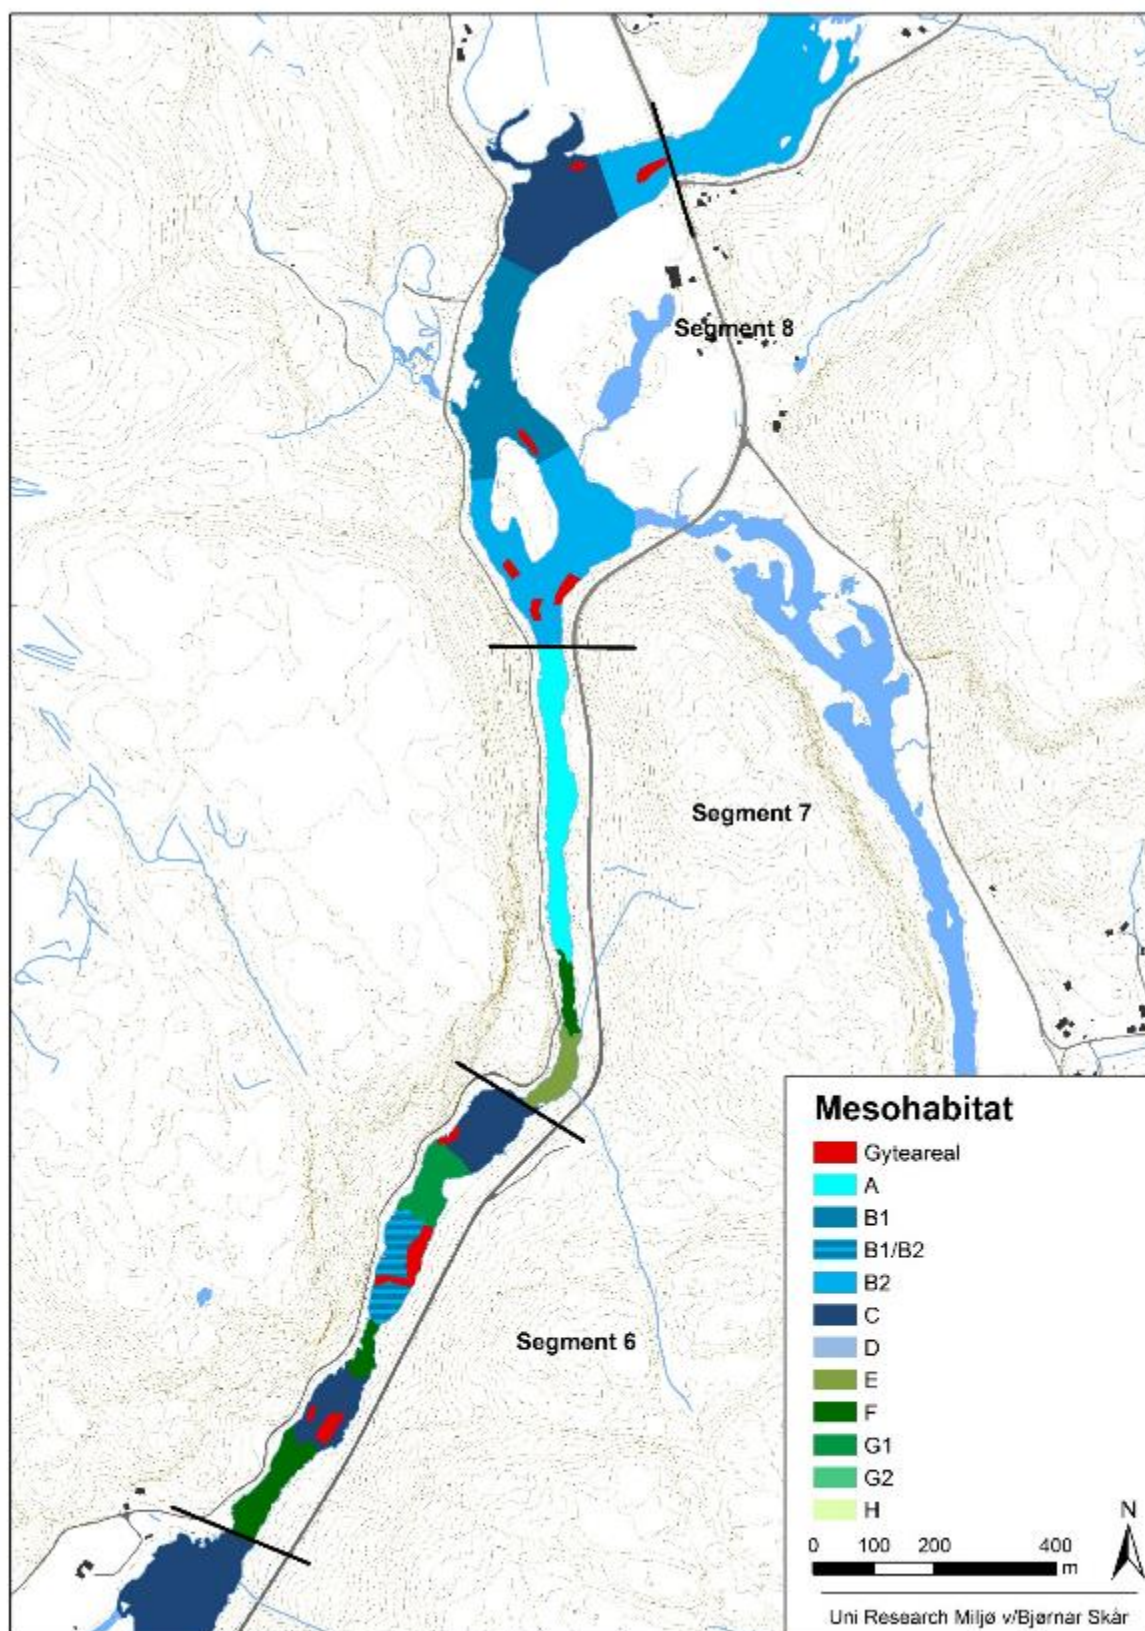 Segment 8
Segment 7
Segment 6
Mesohabitat
Gyteareal
A
B1
B1/B2
B2
C
D
E
F
G1
G2
H
N
0 100 200 400
m
Uni Research Miljø v/Bjørnar Skår